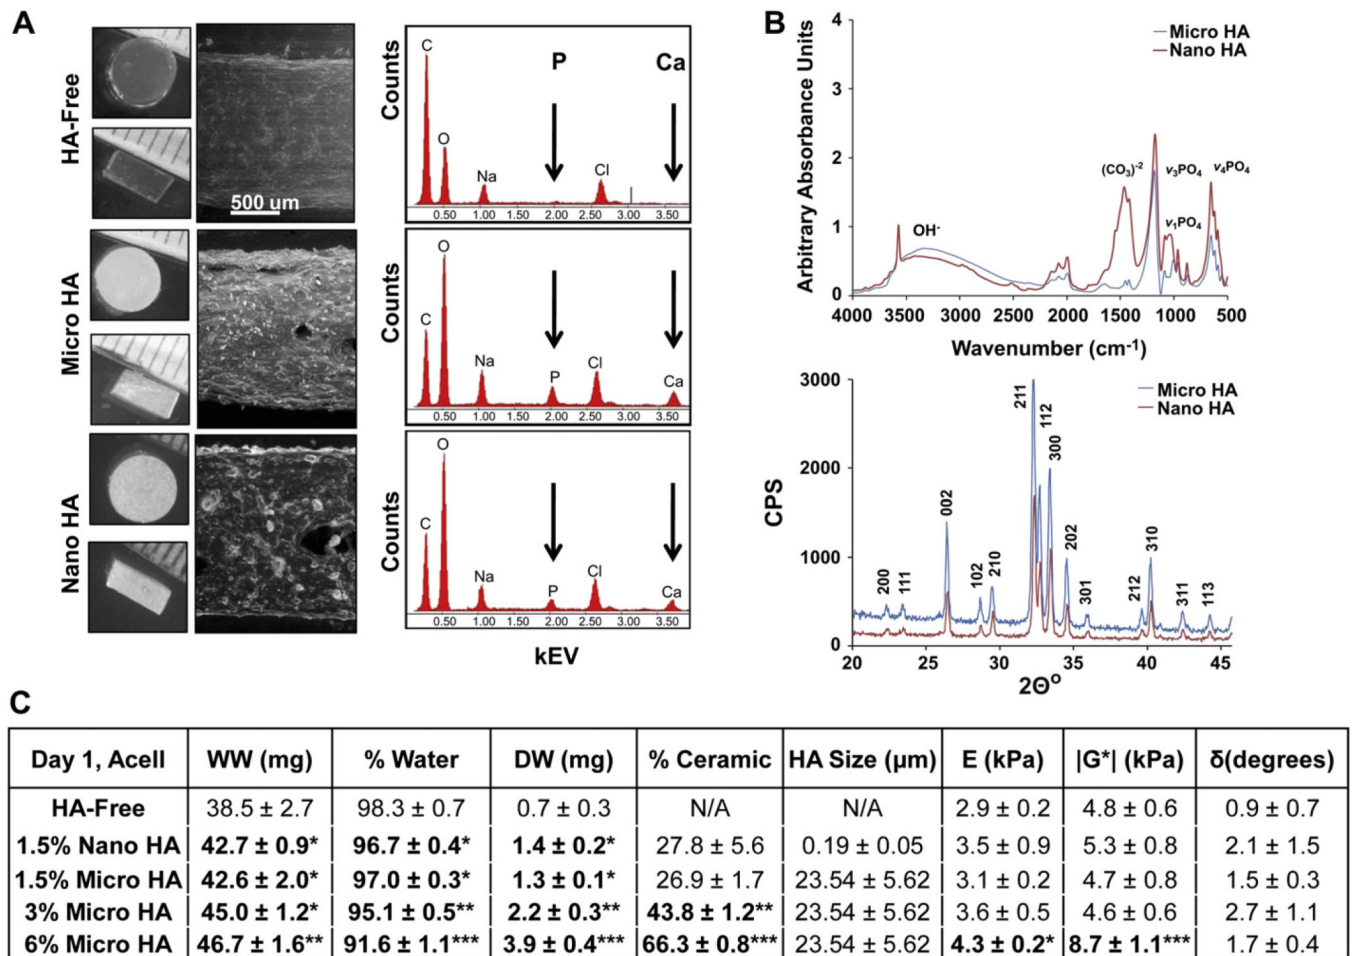 A
HA-Free
500 um
Counts
C
O
Na
P
Cl
Ca
0.50 1.00 1.50 2.00 2.50 3.00 3.50
Micro HA
Counts
C
O
Na
P
Cl
Ca
0.50 1.00 1.50 2.00 2.50 3.00 3.50
Nano HA
Counts
C
O
Na
P
Cl
Ca
0.50 1.00 1.50 2.00 2.50 3.00 3.50
kEV
B
Arbitrary Absorbance Units
4
3
2
1
0
Micro HA
Nano HA
OH-
(CO₃)-2
v₃PO₄
v₁PO₄
v₄PO₄
4000 3500 3000 2500 2000 1500 1000 500
Wavenumber (cm-1)
CPS
3000
2000
1000
0
Micro HA
Nano HA
200
111
002
102
210
211
112
300
202
301
212
310
311
113
20 25 30 35 40 45
2Θº
C
Day 1, Acell WW (mg) % Water DW (mg) % Ceramic HA Size (µm) E (kPa) |G*| (kPa) δ(degrees)
HA-Free 38.5 ± 2.7 98.3 ± 0.7 0.7 ± 0.3 N/A N/A 2.9 ± 0.2 4.8 ± 0.6 0.9 ± 0.7
1.5% Nano HA 42.7 ± 0.9* 96.7 ± 0.4* 1.4 ± 0.2* 27.8 ± 5.6 0.19 ± 0.05 3.5 ± 0.9 5.3 ± 0.8 2.1 ± 1.5
1.5% Micro HA 42.6 ± 2.0* 97.0 ± 0.3* 1.3 ± 0.1* 26.9 ± 1.7 23.54 ± 5.62 3.1 ± 0.2 4.7 ± 0.8 1.5 ± 0.3
3% Micro HA 45.0 ± 1.2* 95.1 ± 0.5** 2.2 ± 0.3** 43.8 ± 1.2** 23.54 ± 5.62 3.6 ± 0.5 4.6 ± 0.6 2.7 ± 1.1
6% Micro HA 46.7 ± 1.6** 91.6 ± 1.1*** 3.9 ± 0.4*** 66.3 ± 0.8*** 23.54 ± 5.62 4.3 ± 0.2* 8.7 ± 1.1*** 1.7 ± 0.4